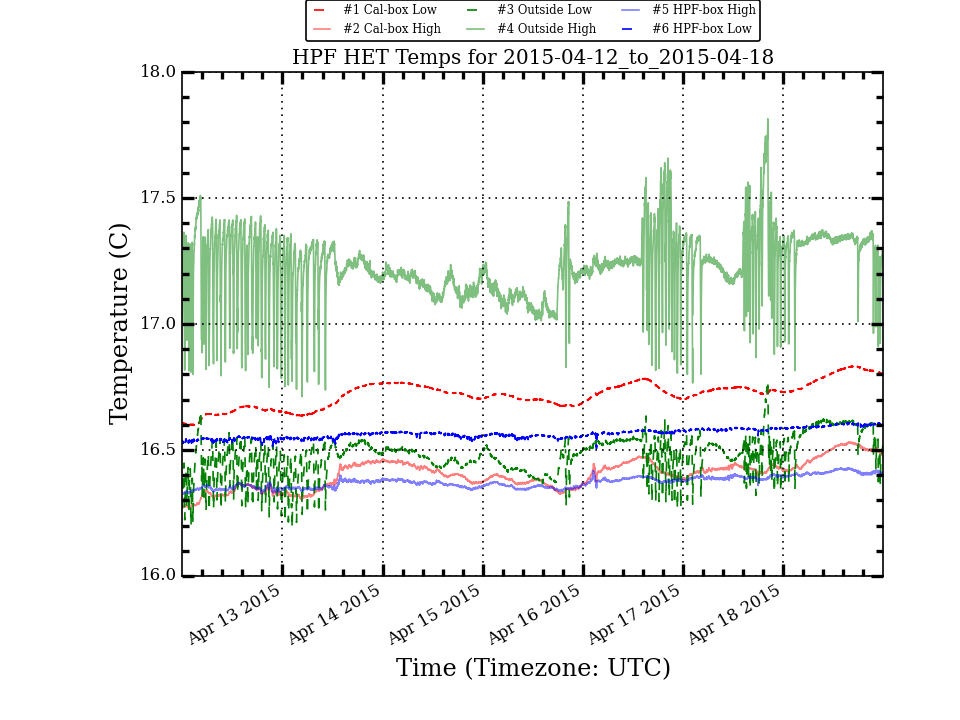 #1 Cal-box Low #3 Outside Low #5 HPF-box High
#2 Cal-box High #4 Outside High #6 HPF-box Low
HPF HET Temps for 2015-04-12_to_2015-04-18
18.0
17.5
17.0
16.5
16.0
Temperature (C)
Apr 13 2015 Apr 14 2015 Apr 15 2015 Apr 16 2015 Apr 17 2015 Apr 18 2015
Time (Timezone: UTC)